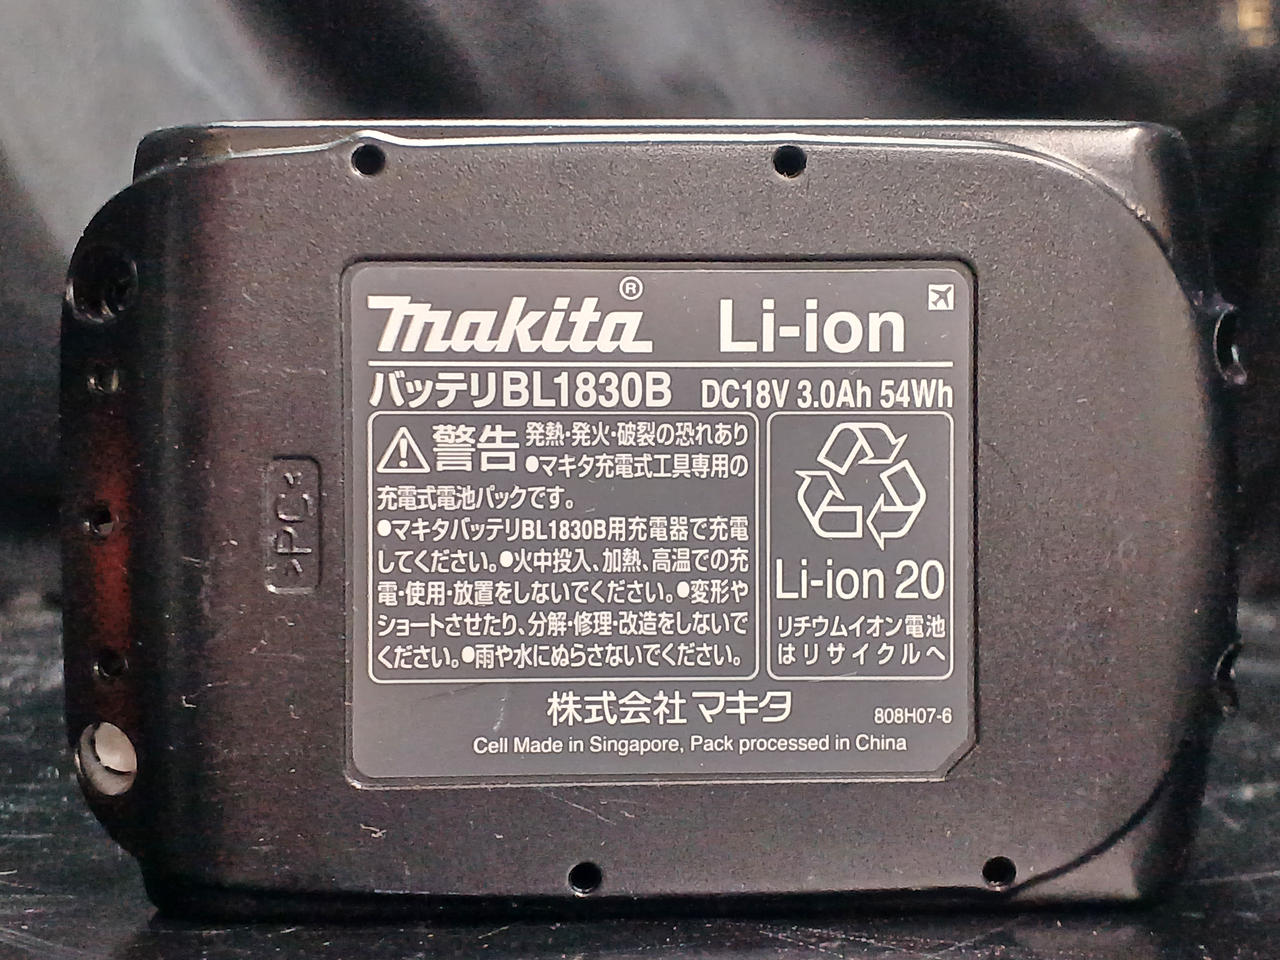 makita® Li-ion
バッテリBL1830B DC18V 3.0Ah 54Wh
⚠警告 発熱・発火・破裂の恐れあり
●マキタ充電式工具専用の
充電式電池パックです。
●マキタバッテリBL1830B用充電器で充電
してください。●火中投入、加熱、高温での充
電・使用・放置をしないでください。●変形や
ショートさせたり、分解・修理・改造をしないで
ください。●雨や水にぬらさないでください。
Li-ion 20
リチウムイオン電池
はリサイクルへ
株式会社マキタ
808H07-6
Cell Made in Singapore, Pack processed in China
>PC<